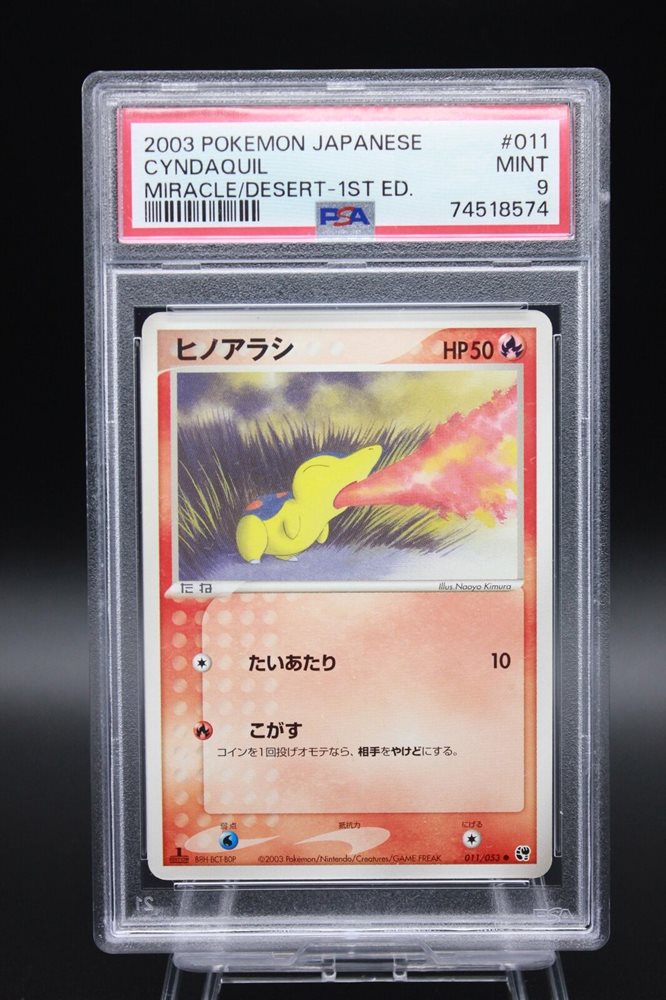 2003 POKEMON JAPANESE #011
CYNDAQUIL MINT
MIRACLE/DESERT-1ST ED. 9
PSA 74518574
ヒノアラシ HP50
たね Illus. Naoyo Kimura
たいあたり 10
こがす
コインを1回投げオモテなら、相手をやけどにする。
弱点 抵抗力 にげる
1 EDITION ©2003 Pokémon/Nintendo/Creatures/GAME FREAK 011/053